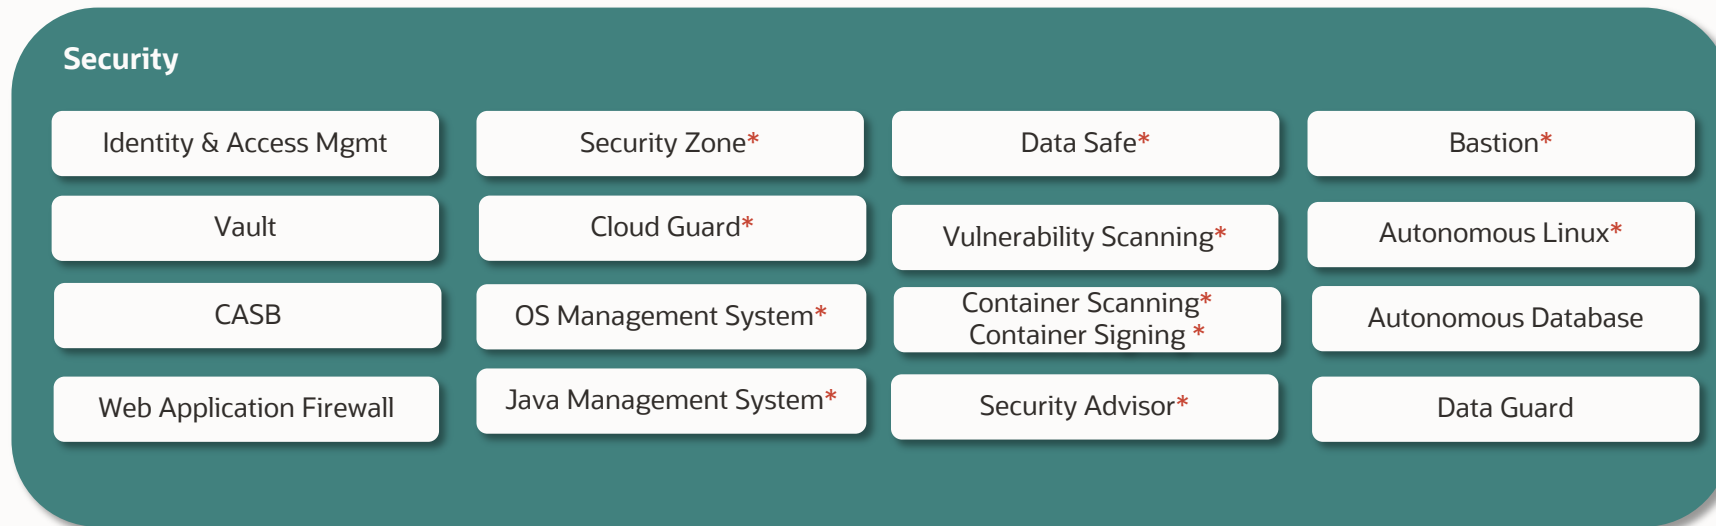 Security
Identity & Access Mgmt
Security Zone*
Data Safe*
Bastion*
Vault
Cloud Guard*
Vulnerability Scanning*
Autonomous Linux*
CASB
OS Management System*
Container Scanning*
Container Signing *
Autonomous Database
Web Application Firewall
Java Management System*
Security Advisor*
Data Guard